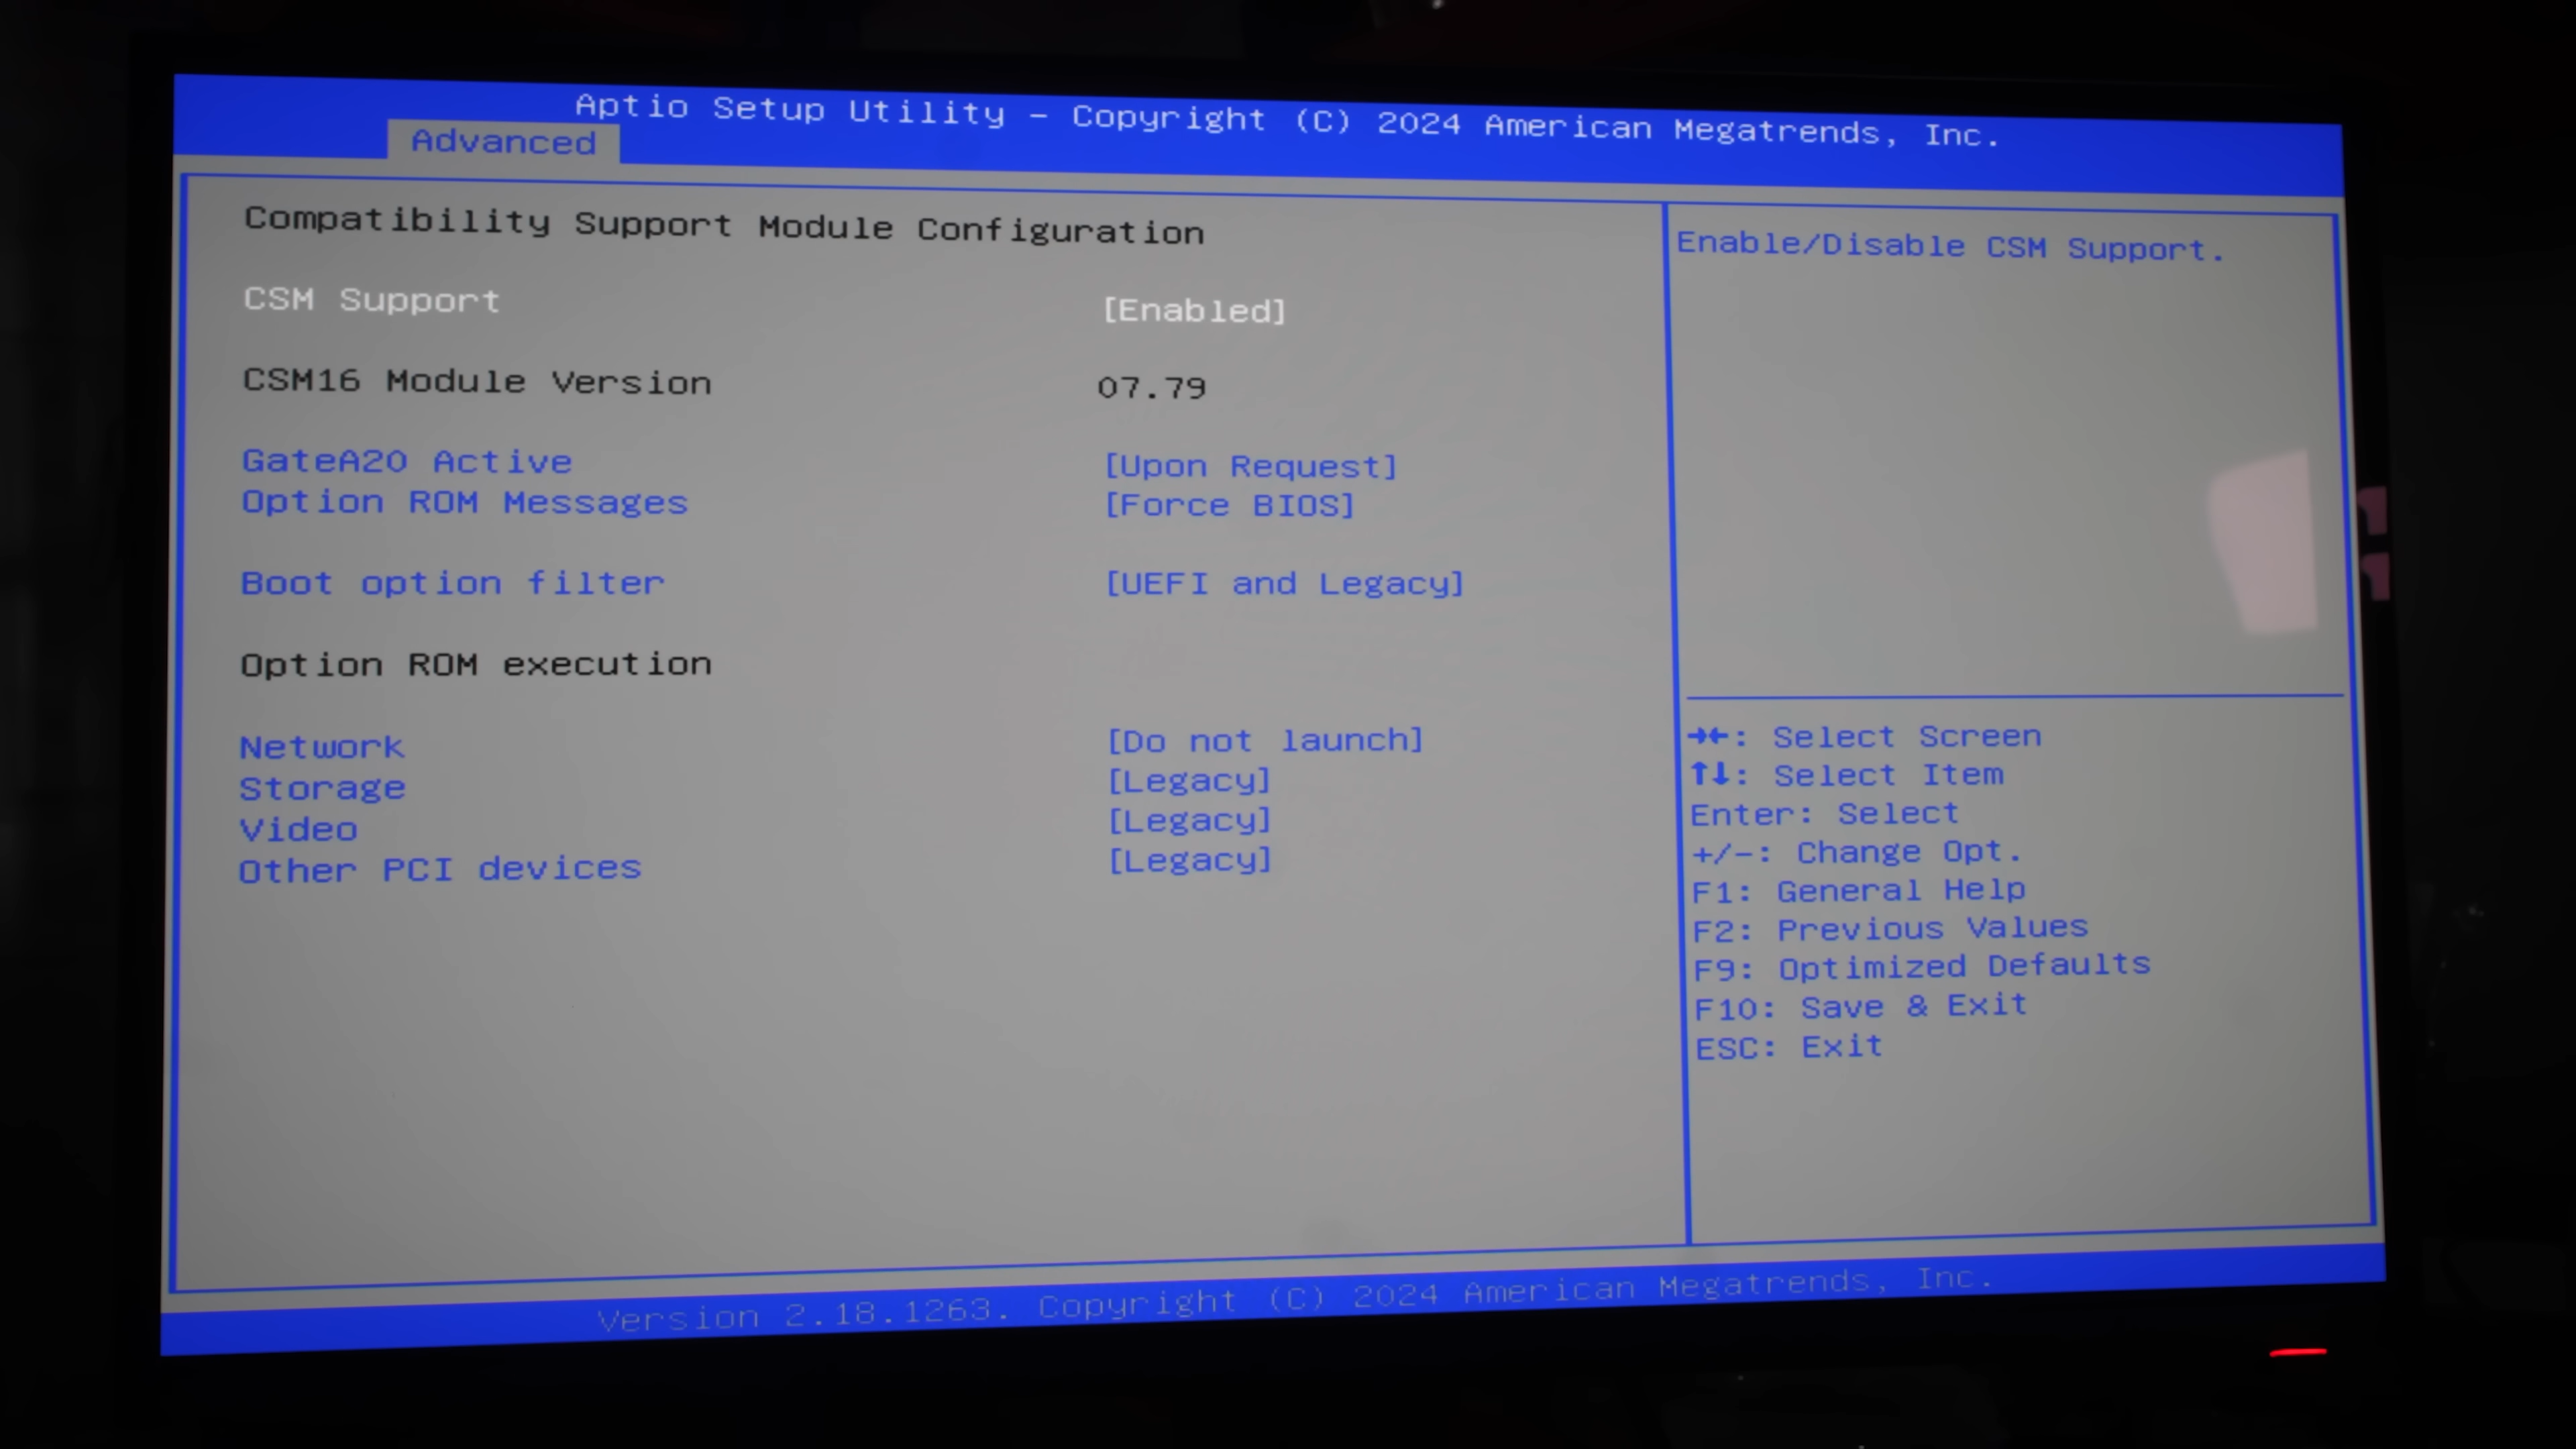 Aptio Setup Utility – Copyright (C) 2024 American Megatrends, Inc.
Advanced
Compatibility Support Module Configuration
CSM Support [Enabled]
CSM16 Module Version 07.79
GateA20 Active [Upon Request]
Option ROM Messages [Force BIOS]
Boot option filter [UEFI and Legacy]
Option ROM execution
Network [Do not launch]
Storage [Legacy]
Video [Legacy]
Other PCI devices [Legacy]
Enable/Disable CSM Support.
→←: Select Screen
↑↓: Select Item
Enter: Select
+/-: Change Opt.
F1: General Help
F2: Previous Values
F9: Optimized Defaults
F10: Save & Exit
ESC: Exit
Version 2.18.1263. Copyright (C) 2024 American Megatrends, Inc.